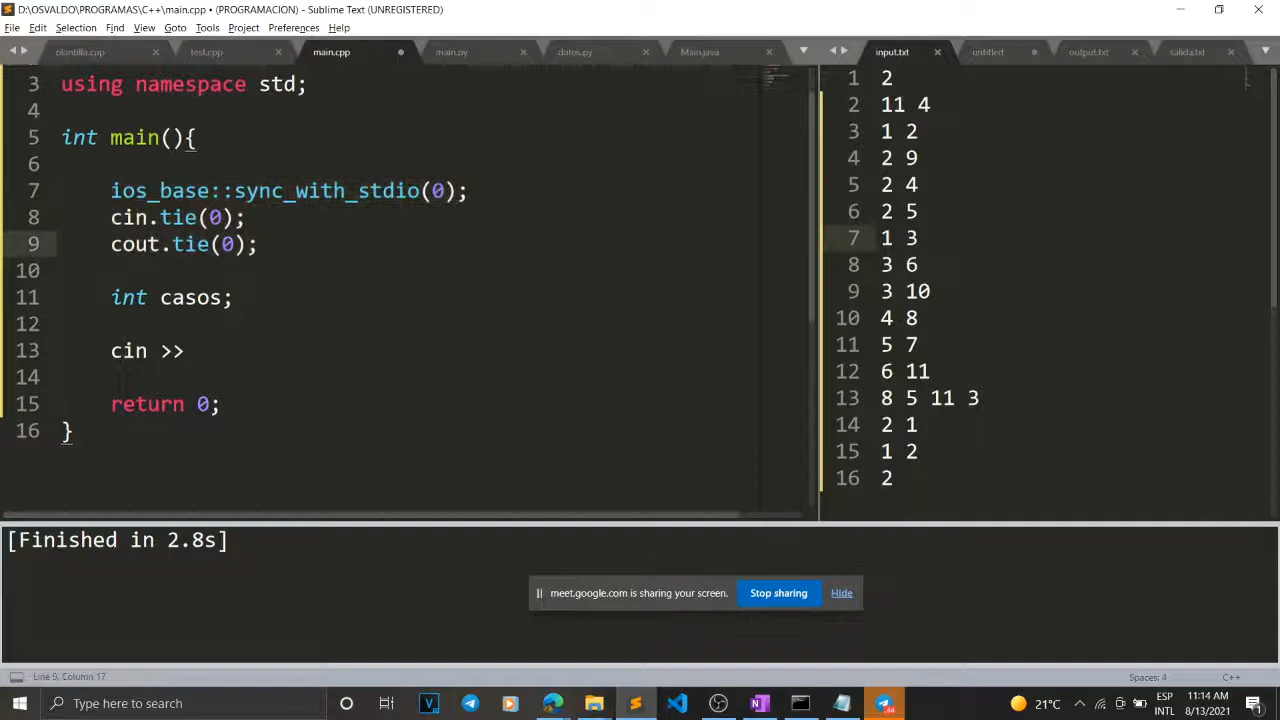 D:\OSVALDO\PROGRAMAS\C++\main.cpp • (PROGRAMACION) - Sublime Text (UNREGISTERED)
File Edit Selection Find View Goto Tools Project Preferences Help
plantilla.cpp test.cpp main.cpp main.py datos.py Main.java input.txt untitled output.txt salida.txt
3 using namespace std;
4
5 int main(){
6
7 ios_base::sync_with_stdio(0);
8 cin.tie(0);
9 cout.tie(0);
10
11 int casos;
12
13 cin >>
14
15 return 0;
16 }
1 2
2 11 4
3 1 2
4 2 9
5 2 4
6 2 5
7 1 3
8 3 6
9 3 10
10 4 8
11 5 7
12 6 11
13 8 5 11 3
14 2 1
15 1 2
16 2
[Finished in 2.8s]
meet.google.com is sharing your screen. Stop sharing Hide
Line 9, Column 17 Spaces: 4 C++
Type here to search
44
21°C
ESP
INTL
11:14 AM
8/13/2021